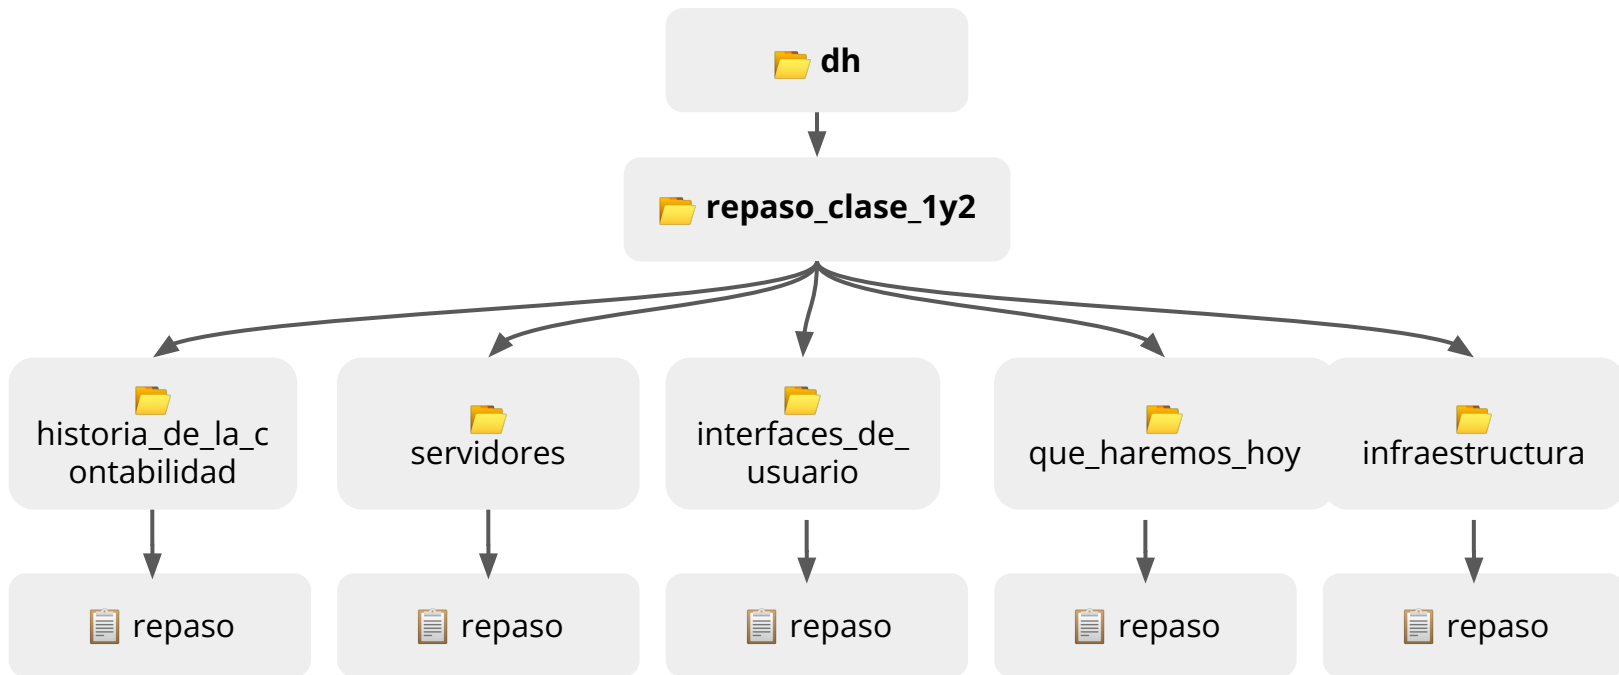 dh
repaso_clase_1y2
historia_de_la_c
ontabilidad
servidores
interfaces_de_
usuario
que_haremos_hoy
infraestructura
repaso
repaso
repaso
repaso
repaso